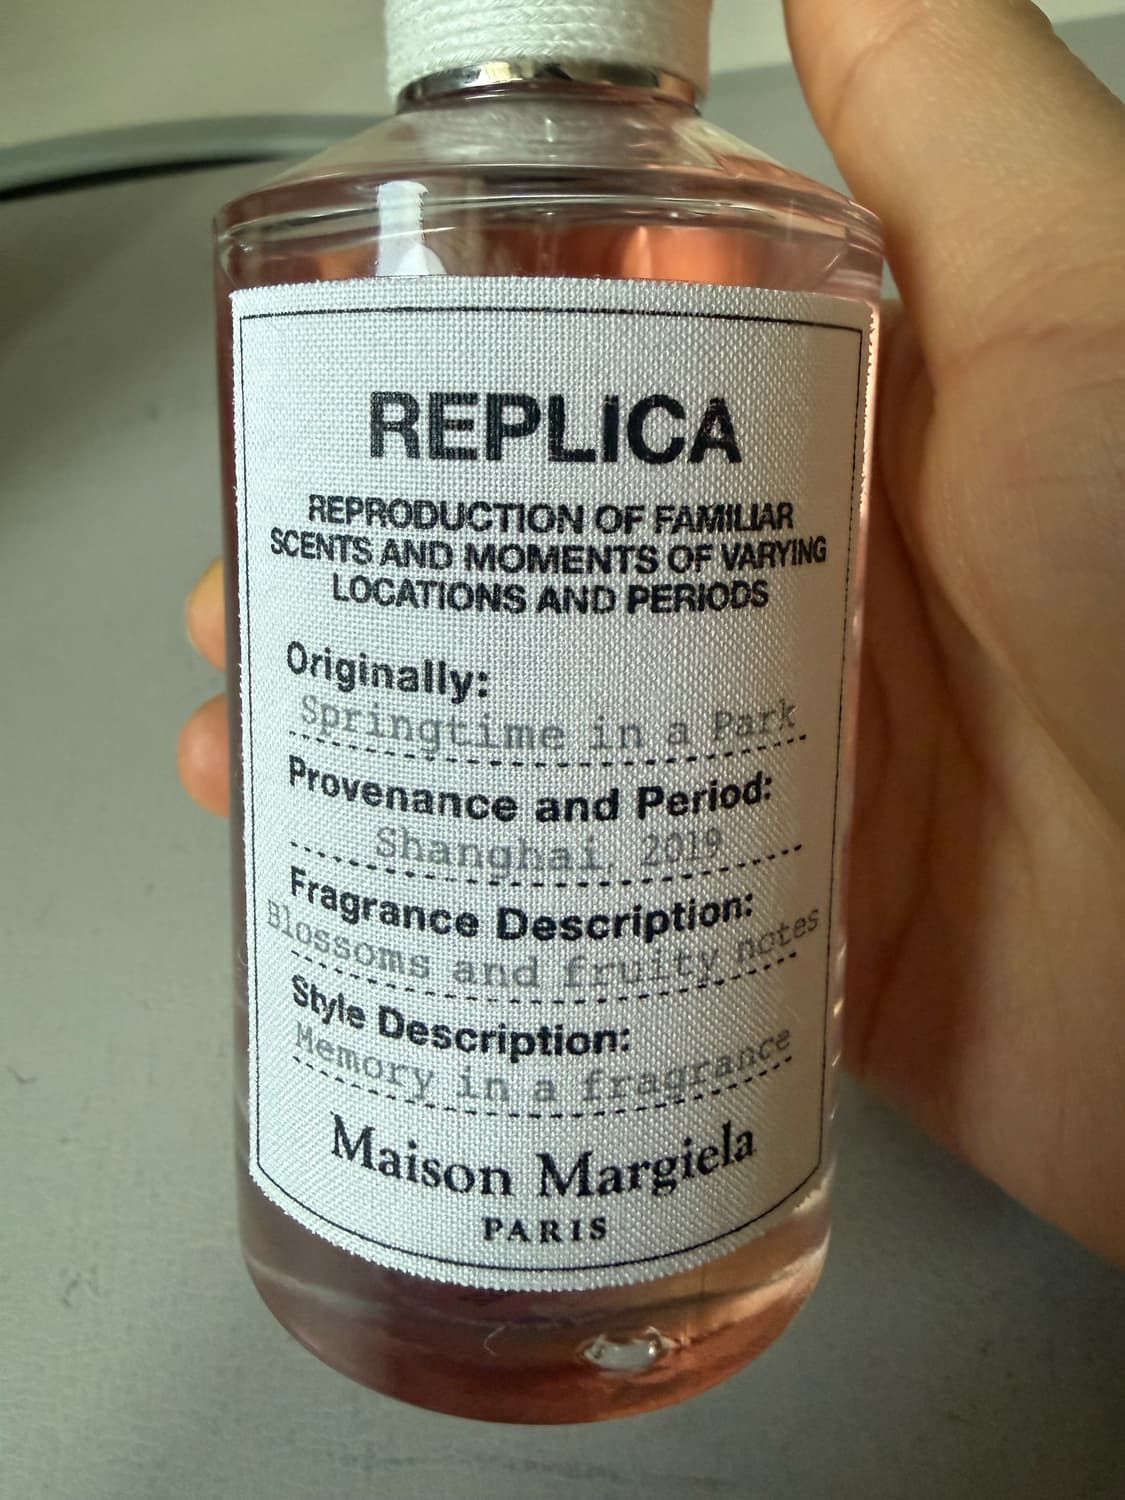 REPLICA
REPRODUCTION OF FAMILIAR
SCENTS AND MOMENTS OF VARYING
LOCATIONS AND PERIODS
Originally:
Springtime in a Park
Provenance and Period:
Shanghai, 2019
Fragrance Description:
Blossoms and fruity notes
Style Description:
Memory in a fragrance
Maison Margiela
PARIS